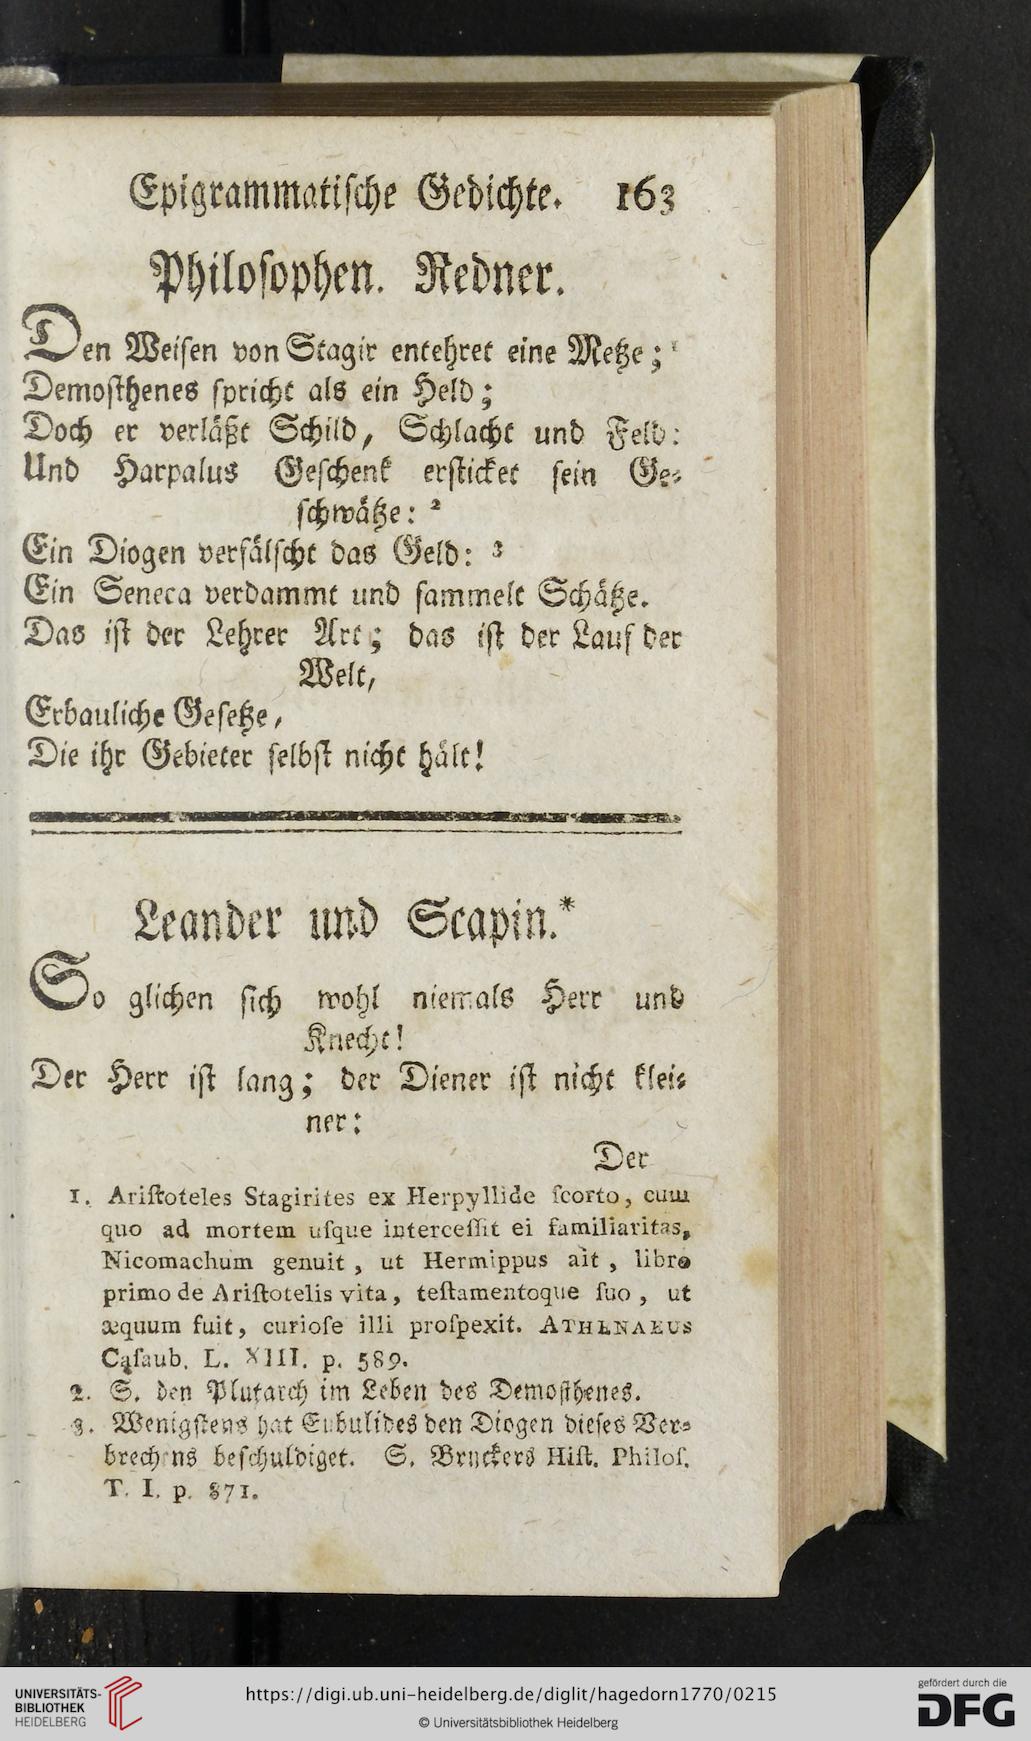 Epigrammatiſche Gedichte. 163
Philoſophen. Redner.
Den Weiſen von Stagir entehret eine Metze; ¹
Demoſthenes ſpricht als ein Held;
Doch er verläßt Schild, Schlacht und Feld:
Und Harpalus Geſchenk erſticket ſein Ge⸗
ſchwätze: ²
Ein Diogen verfälſcht das Geld: ³
Ein Seneca verdammt und ſammelt Schätze.
Das iſt der Lehrer Art; das iſt der Lauf der
Welt,
Erbauliche Geſetze,
Die ihr Gebieter ſelbſt nicht hält!
Leander und Scapin.*
So glichen ſich wohl niemals Herr und
Knecht!
Der Herr iſt lang; der Diener iſt nicht klei⸗
ner:
Der
1. Ariſtoteles Stagirites ex Herpyllide ſcorto, cum
quo ad mortem uſque interceſſit ei familiaritas,
Nicomachum genuit, ut Hermippus ait, libro
primo de Ariſtotelis vita, teſtamentoque ſuo, ut
æquum fuit, curioſe illi proſpexit. ATHENAEUS
Caſaub. L. XIII. p. 589.
2. S. den Plutarch im Leben des Demoſthenes.
3. Wenigſtens hat Eubulides den Diogen dieſes Ver⸗
brechens beſchuldiget. S. Bruckers Hiſt. Philoſ.
T. I. p. 871.
UNIVERSITÄTS-
BIBLIOTHEK
HEIDELBERG
https://digi.ub.uni-heidelberg.de/diglit/hagedorn1770/0215
© Universitätsbibliothek Heidelberg
gefördert durch die
DFG